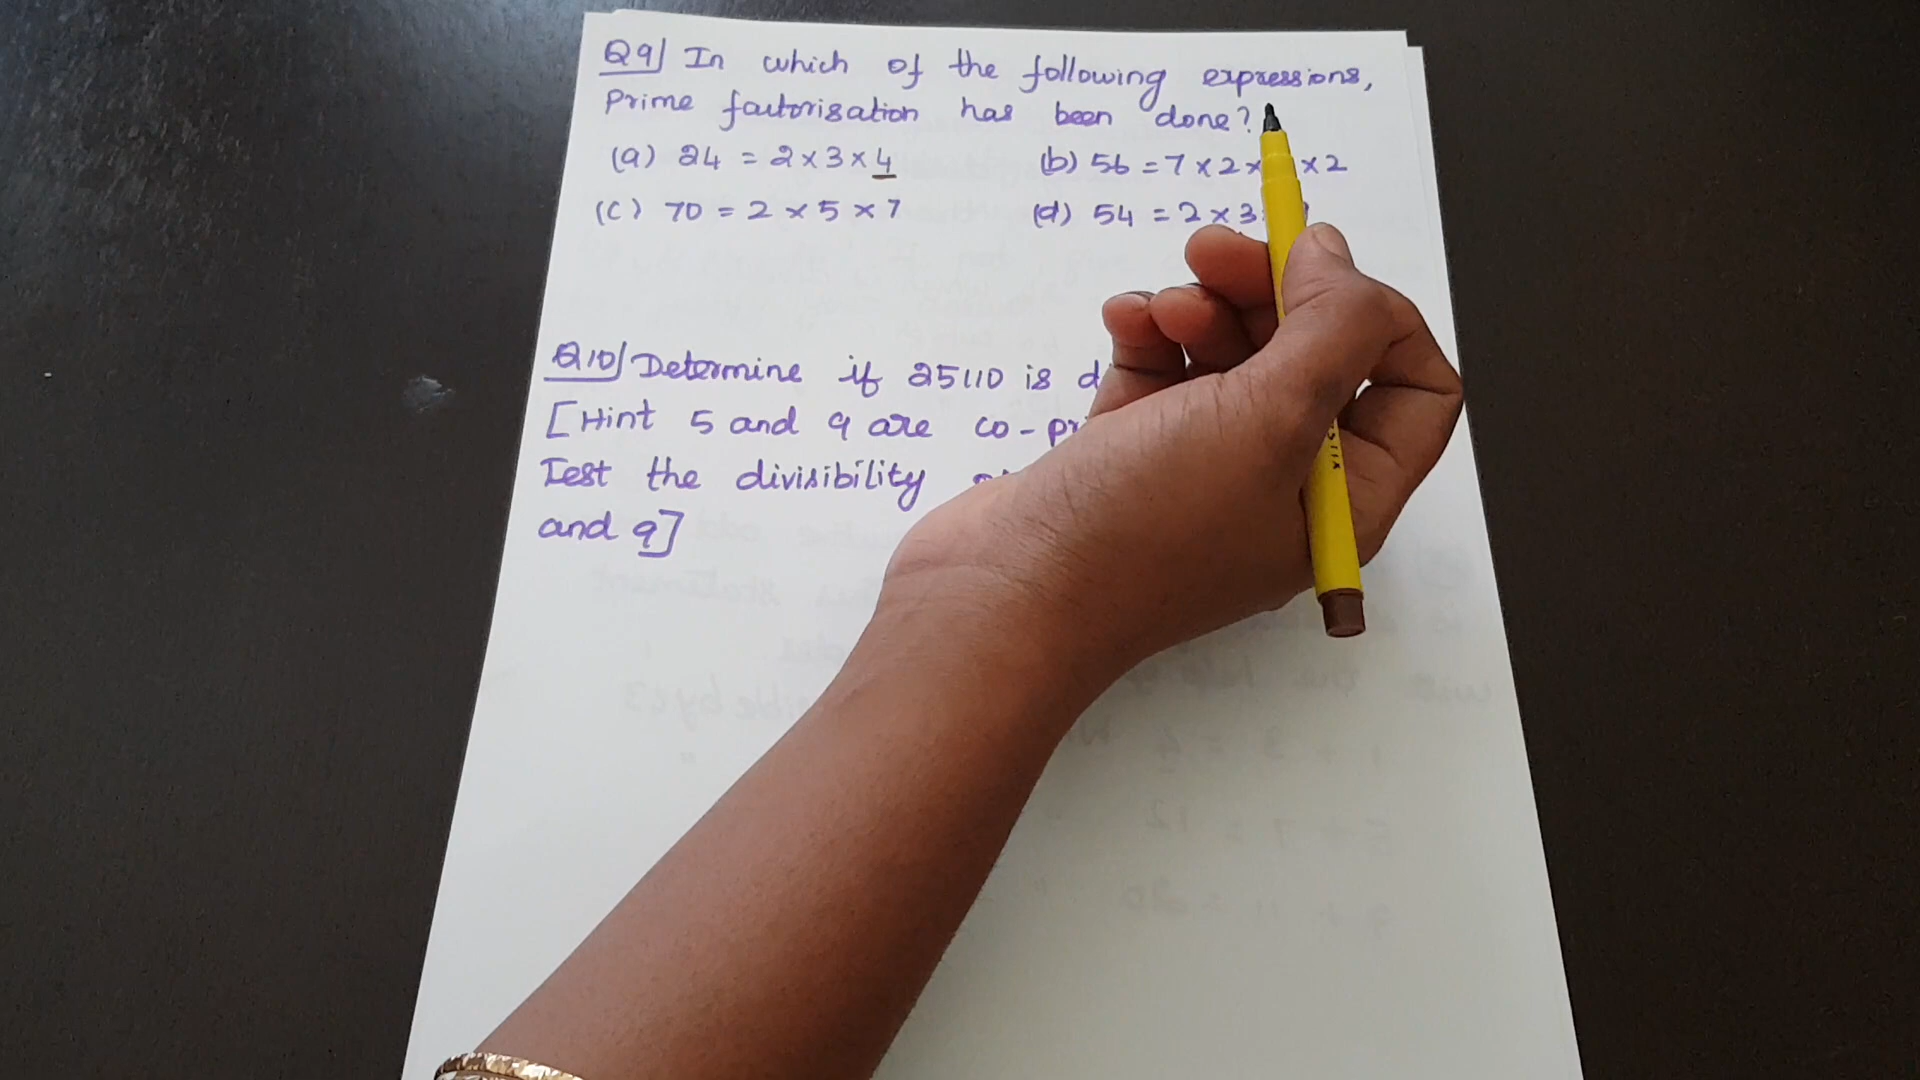 Q9) In which of the following expressions,
Prime factorisation has been done?
(a) 24 = 2 x 3 x 4 (b) 56 = 7 x 2 x x 2
(c) 70 = 2 x 5 x 7 (d) 54 = 2 x 3
Q10) Determine if 25110 is
[Hint 5 and 9 are co-
Test the divisibility
and 9]